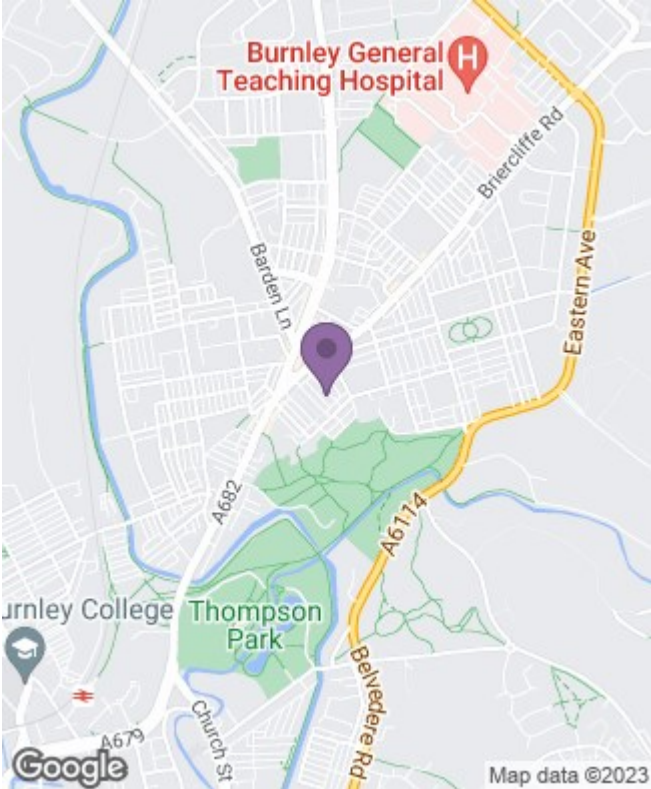 Burnley General
Teaching Hospital
H
Briercliffe Rd
Eastern Ave
Barden Ln
A682
A6114
urnley College
Thompson
Park
Belvedere Rd
Church St
A679
Google
Map data ©2023